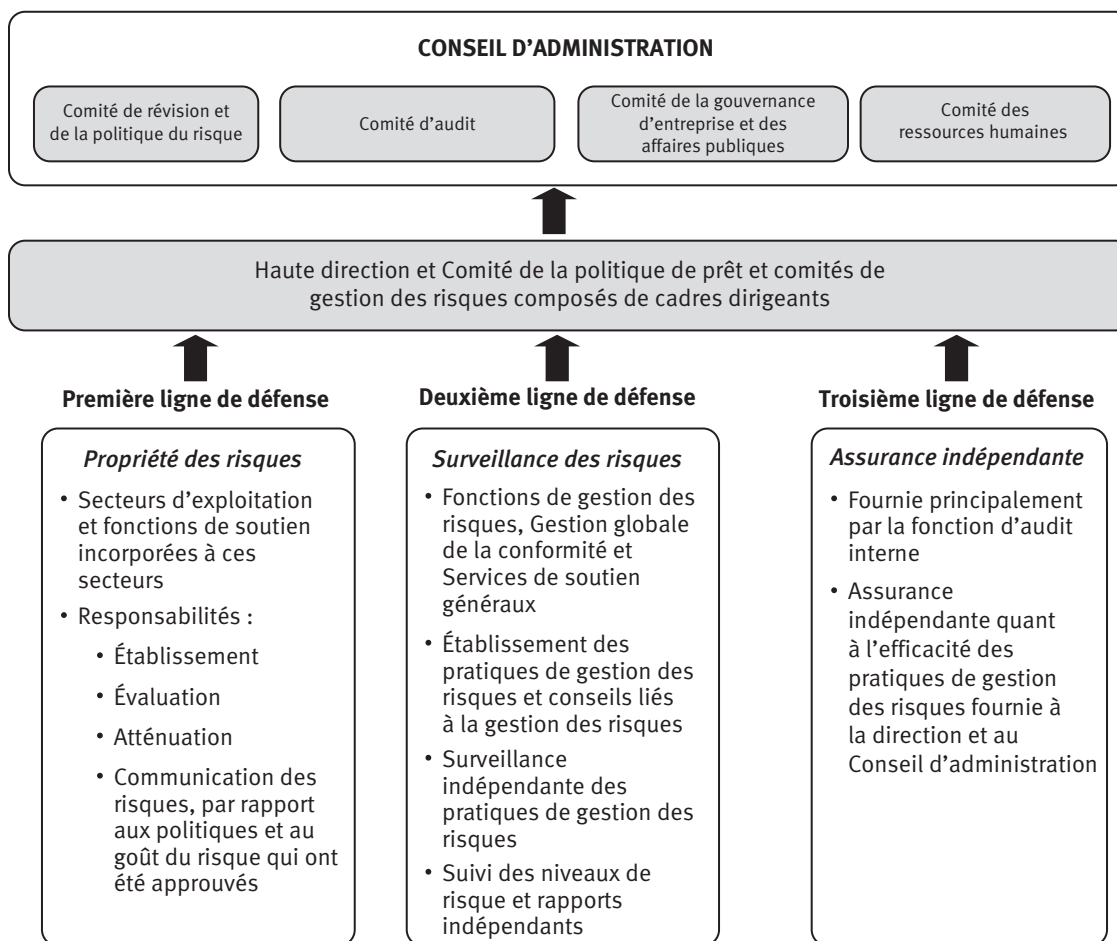 CONSEIL D'ADMINISTRATION
Comité de révision et
de la politique du risque
Comité d'audit
Comité de la gouvernance
d'entreprise et des
affaires publiques
Comité des
ressources humaines
Haute direction et Comité de la politique de prêt et comités de
gestion des risques composés de cadres dirigeants
Première ligne de défense
Propriété des risques
• Secteurs d'exploitation
et fonctions de soutien
incorporées à ces
secteurs
• Responsabilités :
• Établissement
• Évaluation
• Atténuation
• Communication des
risques, par rapport
aux politiques et au
goût du risque qui ont
été approuvés
Deuxième ligne de défense
Surveillance des risques
• Fonctions de gestion des
risques, Gestion globale
de la conformité et
Services de soutien
généraux
• Établissement des
pratiques de gestion des
risques et conseils liés
à la gestion des risques
• Surveillance
indépendante des
pratiques de gestion des
risques
• Suivi des niveaux de
risque et rapports
indépendants
Troisième ligne de défense
Assurance indépendante
• Fournie principalement
par la fonction d'audit
interne
• Assurance
indépendante quant
à l'efficacité des
pratiques de gestion
des risques fournie à
la direction et au
Conseil d'administration